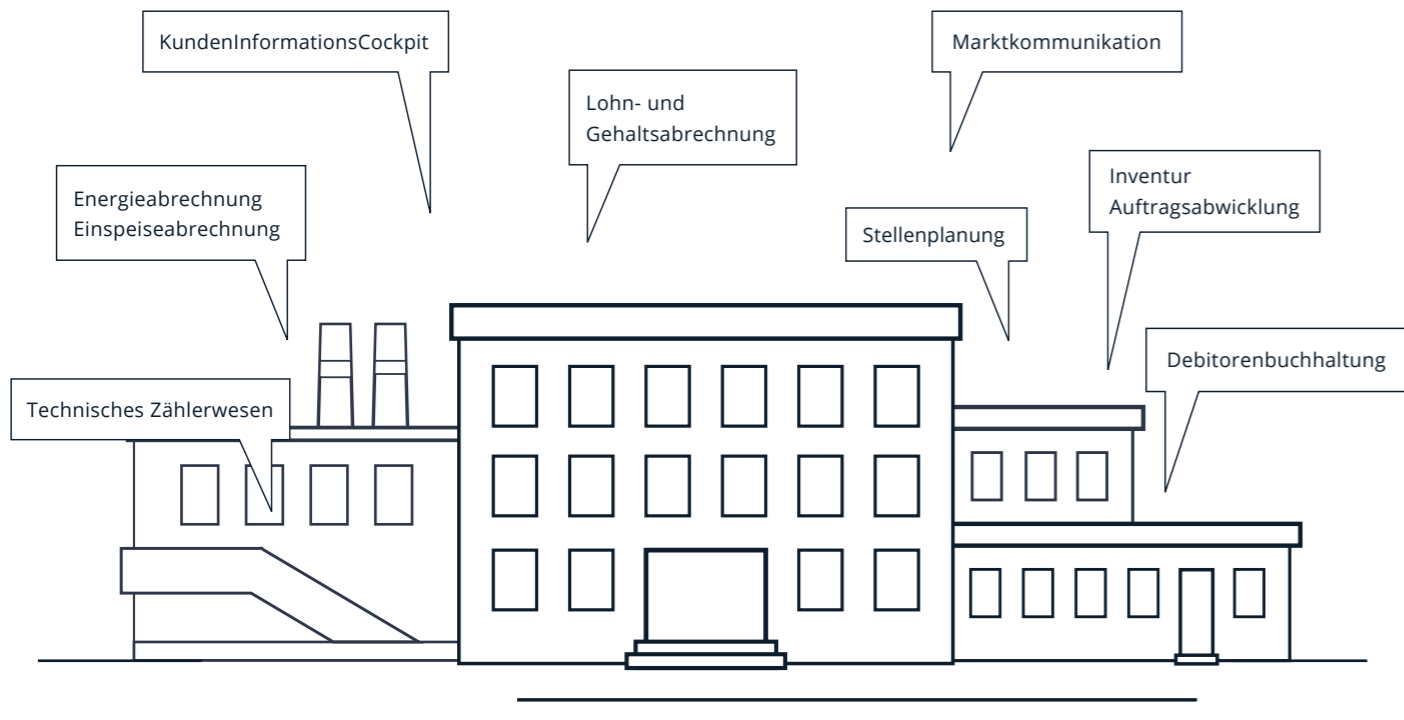 KundenInformationsCockpit
Marktkommunikation
Lohn- und
Gehaltsabrechnung
Energieabrechnung
Einspeiseabrechnung
Inventur
Auftragsabwicklung
Stellenplanung
Debitorenbuchhaltung
Technisches Zählerwesen